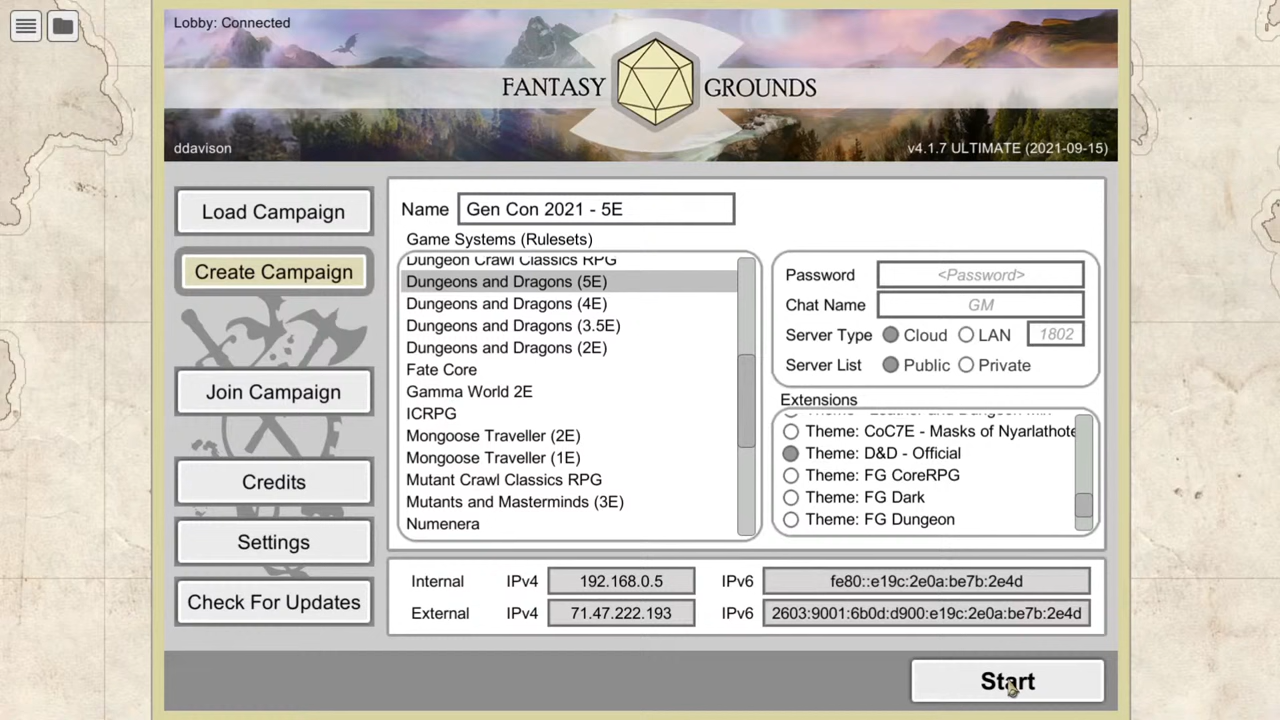 Lobby: Connected
FANTASY GROUNDS
ddavison
v4.1.7 ULTIMATE (2021-09-15)
Load Campaign
Create Campaign
Join Campaign
Credits
Settings
Check For Updates
Name Gen Con 2021 - 5E
Game Systems (Rulesets)
Dungeon Crawl Classics RPG
Dungeons and Dragons (5E)
Dungeons and Dragons (4E)
Dungeons and Dragons (3.5E)
Dungeons and Dragons (2E)
Fate Core
Gamma World 2E
ICRPG
Mongoose Traveller (2E)
Mongoose Traveller (1E)
Mutant Crawl Classics RPG
Mutants and Masterminds (3E)
Numenera
Password <Password>
Chat Name GM
Server Type Cloud LAN 1802
Server List Public Private
Extensions
Theme: CoC7E - Masks of Nyarlathote
Theme: D&D - Official
Theme: FG CoreRPG
Theme: FG Dark
Theme: FG Dungeon
Internal IPv4 192.168.0.5 IPv6 fe80::e19c:2e0a:be7b:2e4d
External IPv4 71.47.222.193 IPv6 2603:9001:6b0d:d900:e19c:2e0a:be7b:2e4d
Start